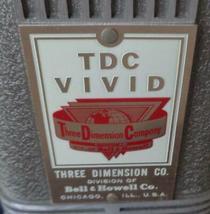 TDC
VIVID
Three Dimension Company
THREE DIMENSION CO.
DIVISION OF
Bell & Howell Co.
CHICAGO, ILL., U.S.A.